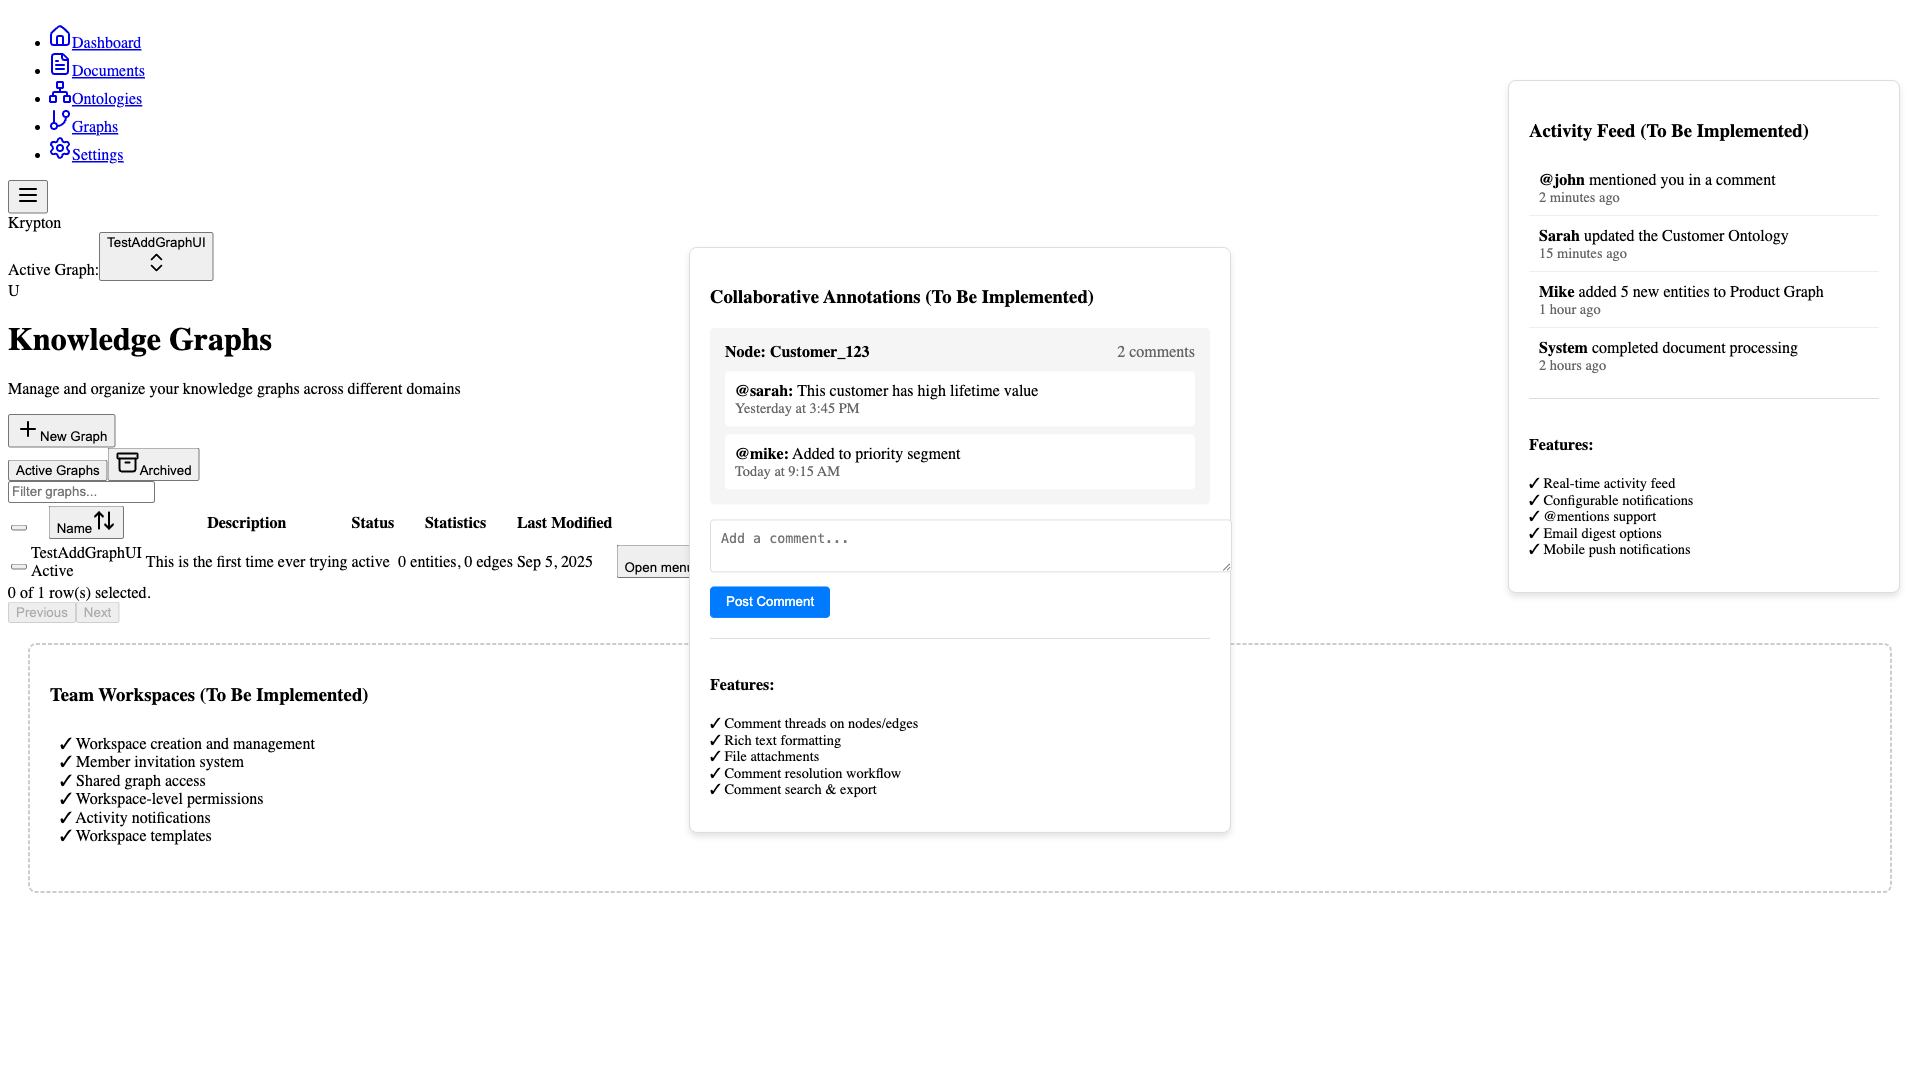 Dashboard
Documents
Ontologies
Graphs
Settings
Krypton
Active Graph: TestAddGraphUI
U
Knowledge Graphs
Manage and organize your knowledge graphs across different domains
New Graph
Active Graphs Archived
Filter graphs...
Name Description Status Statistics Last Modified
TestAddGraphUI
Active
This is the first time ever trying active 0 entities, 0 edges Sep 5, 2025 Open menu
0 of 1 row(s) selected.
Previous Next
Team Workspaces (To Be Implemented)
✓ Workspace creation and management
✓ Member invitation system
✓ Shared graph access
✓ Workspace-level permissions
✓ Activity notifications
✓ Workspace templates
Collaborative Annotations (To Be Implemented)
Node: Customer_123 2 comments
@sarah: This customer has high lifetime value
Yesterday at 3:45 PM
@mike: Added to priority segment
Today at 9:15 AM
Add a comment...
Post Comment
Features:
✓ Comment threads on nodes/edges
✓ Rich text formatting
✓ File attachments
✓ Comment resolution workflow
✓ Comment search & export
Activity Feed (To Be Implemented)
@john mentioned you in a comment
2 minutes ago
Sarah updated the Customer Ontology
15 minutes ago
Mike added 5 new entities to Product Graph
1 hour ago
System completed document processing
2 hours ago
Features:
✓ Real-time activity feed
✓ Configurable notifications
✓ @mentions support
✓ Email digest options
✓ Mobile push notifications